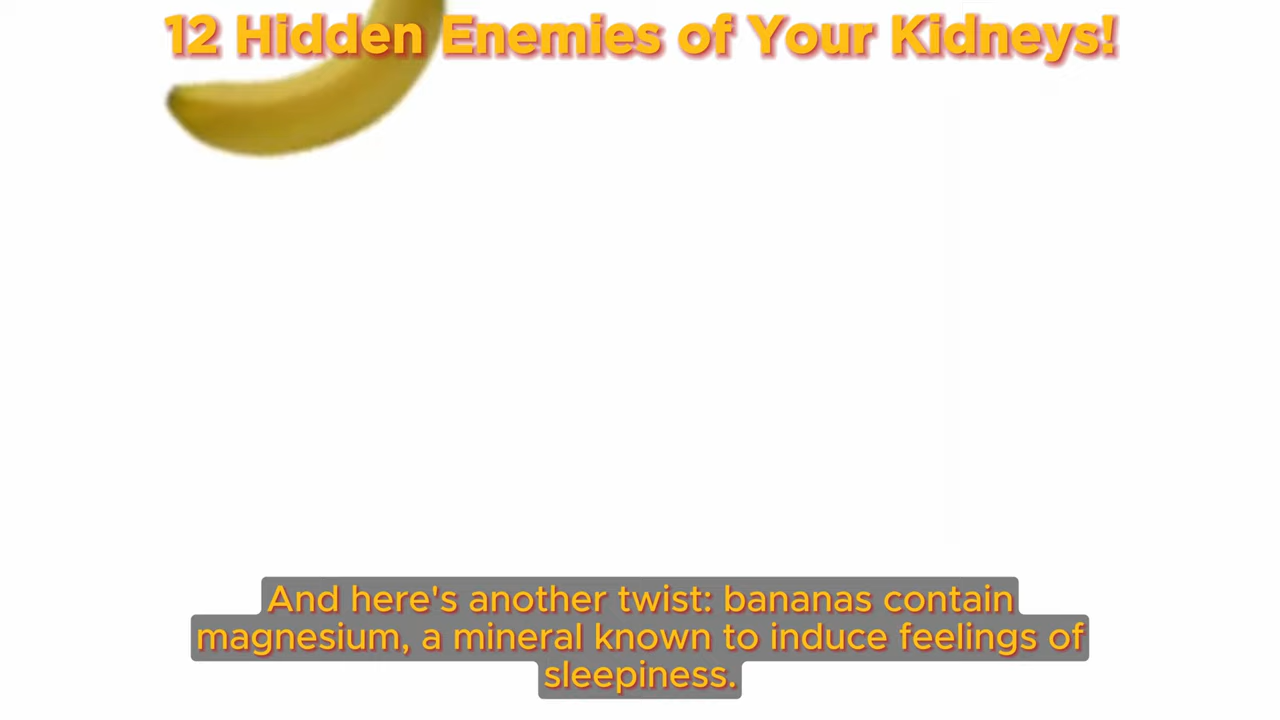 12 Hidden Enemies of Your Kidneys!
And here's another twist: bananas contain
magnesium, a mineral known to induce feelings of
sleepiness.